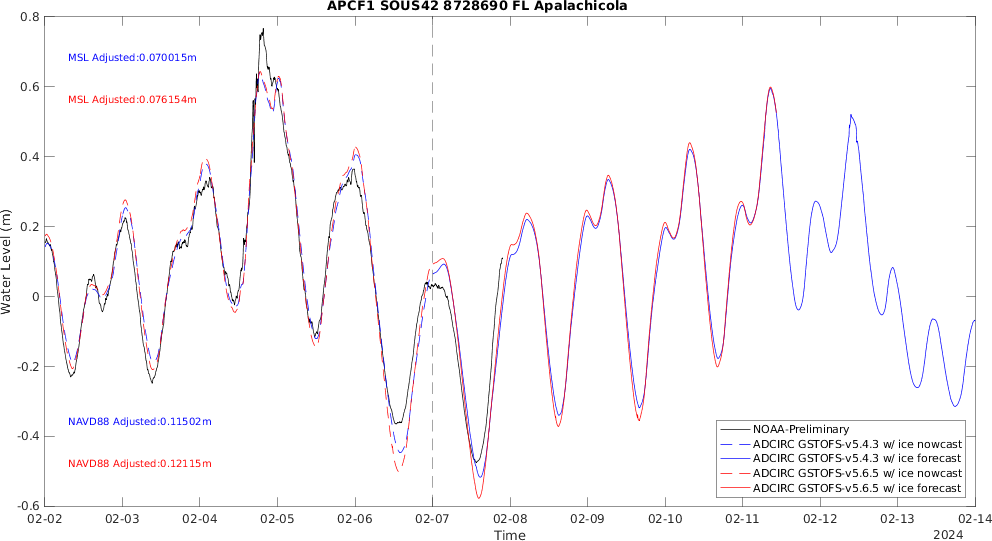 APCF1 SOUS42 8728690 FL Apalachicola
MSL Adjusted:0.070015m
MSL Adjusted:0.076154m
NAVD88 Adjusted:0.11502m
NAVD88 Adjusted:0.12115m
Water Level (m)
0.8
0.6
0.4
0.2
0
-0.2
-0.4
-0.6
NOAA-Preliminary
ADCIRC GSTOFS-v5.4.3 w/ ice nowcast
ADCIRC GSTOFS-v5.4.3 w/ ice forecast
ADCIRC GSTOFS-v5.6.5 w/ ice nowcast
ADCIRC GSTOFS-v5.6.5 w/ ice forecast
02-02 02-03 02-04 02-05 02-06 02-07 02-08 02-09 02-10 02-11 02-12 02-13 02-14
Time
2024